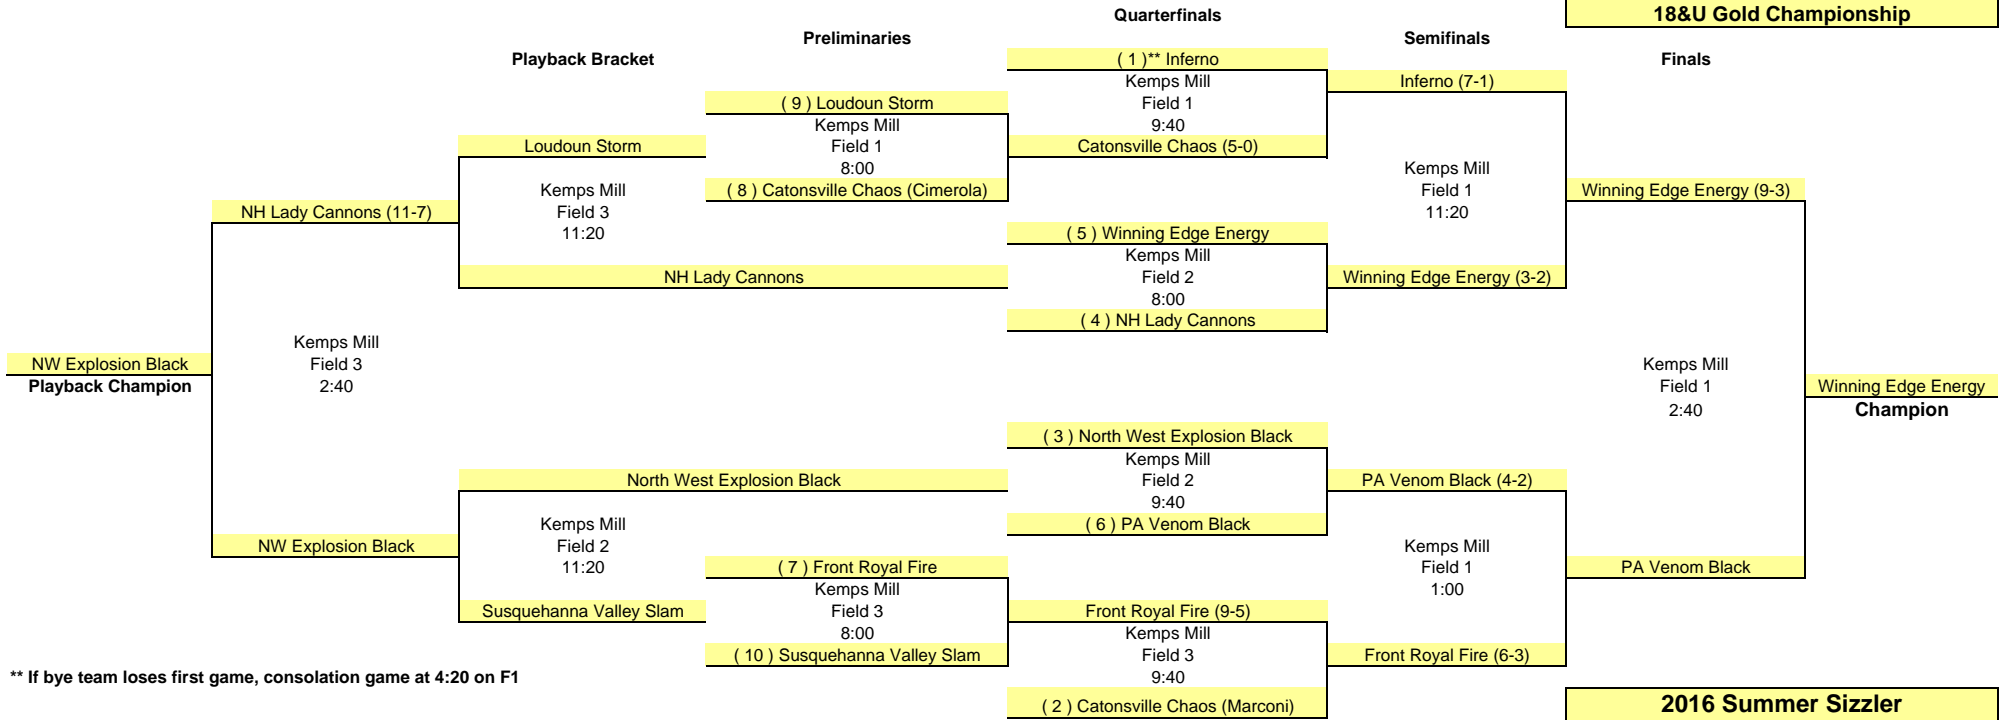 Quarterfinals
18&U Gold Championship
Preliminaries
Semifinals
Playback Bracket
( 1 )** Inferno
Finals
Kemps Mill
Inferno (7-1)
( 9 ) Loudoun Storm
Field 1
Kemps Mill
9:40
Loudoun Storm
Field 1
Catonsville Chaos (5-0)
8:00
Kemps Mill
Kemps Mill
( 8 ) Catonsville Chaos (Cimerola)
Field 1
Winning Edge Energy (9-3)
NH Lady Cannons (11-7)
Field 3
11:20
11:20
( 5 ) Winning Edge Energy
Kemps Mill
NH Lady Cannons
Field 2
Winning Edge Energy (3-2)
8:00
( 4 ) NH Lady Cannons
Kemps Mill
NW Explosion Black
Field 3
Kemps Mill
Playback Champion
2:40
Field 1
Winning Edge Energy
2:40
Champion
( 3 ) North West Explosion Black
Kemps Mill
North West Explosion Black
Field 2
PA Venom Black (4-2)
9:40
Kemps Mill
( 6 ) PA Venom Black
NW Explosion Black
Field 2
Kemps Mill
11:20
( 7 ) Front Royal Fire
Field 1
PA Venom Black
Kemps Mill
1:00
Susquehanna Valley Slam
Field 3
Front Royal Fire (9-5)
8:00
Kemps Mill
( 10 ) Susquehanna Valley Slam
Field 3
Front Royal Fire (6-3)
** If bye team loses first game, consolation game at 4:20 on F1
9:40
( 2 ) Catonsville Chaos (Marconi)
2016 Summer Sizzler